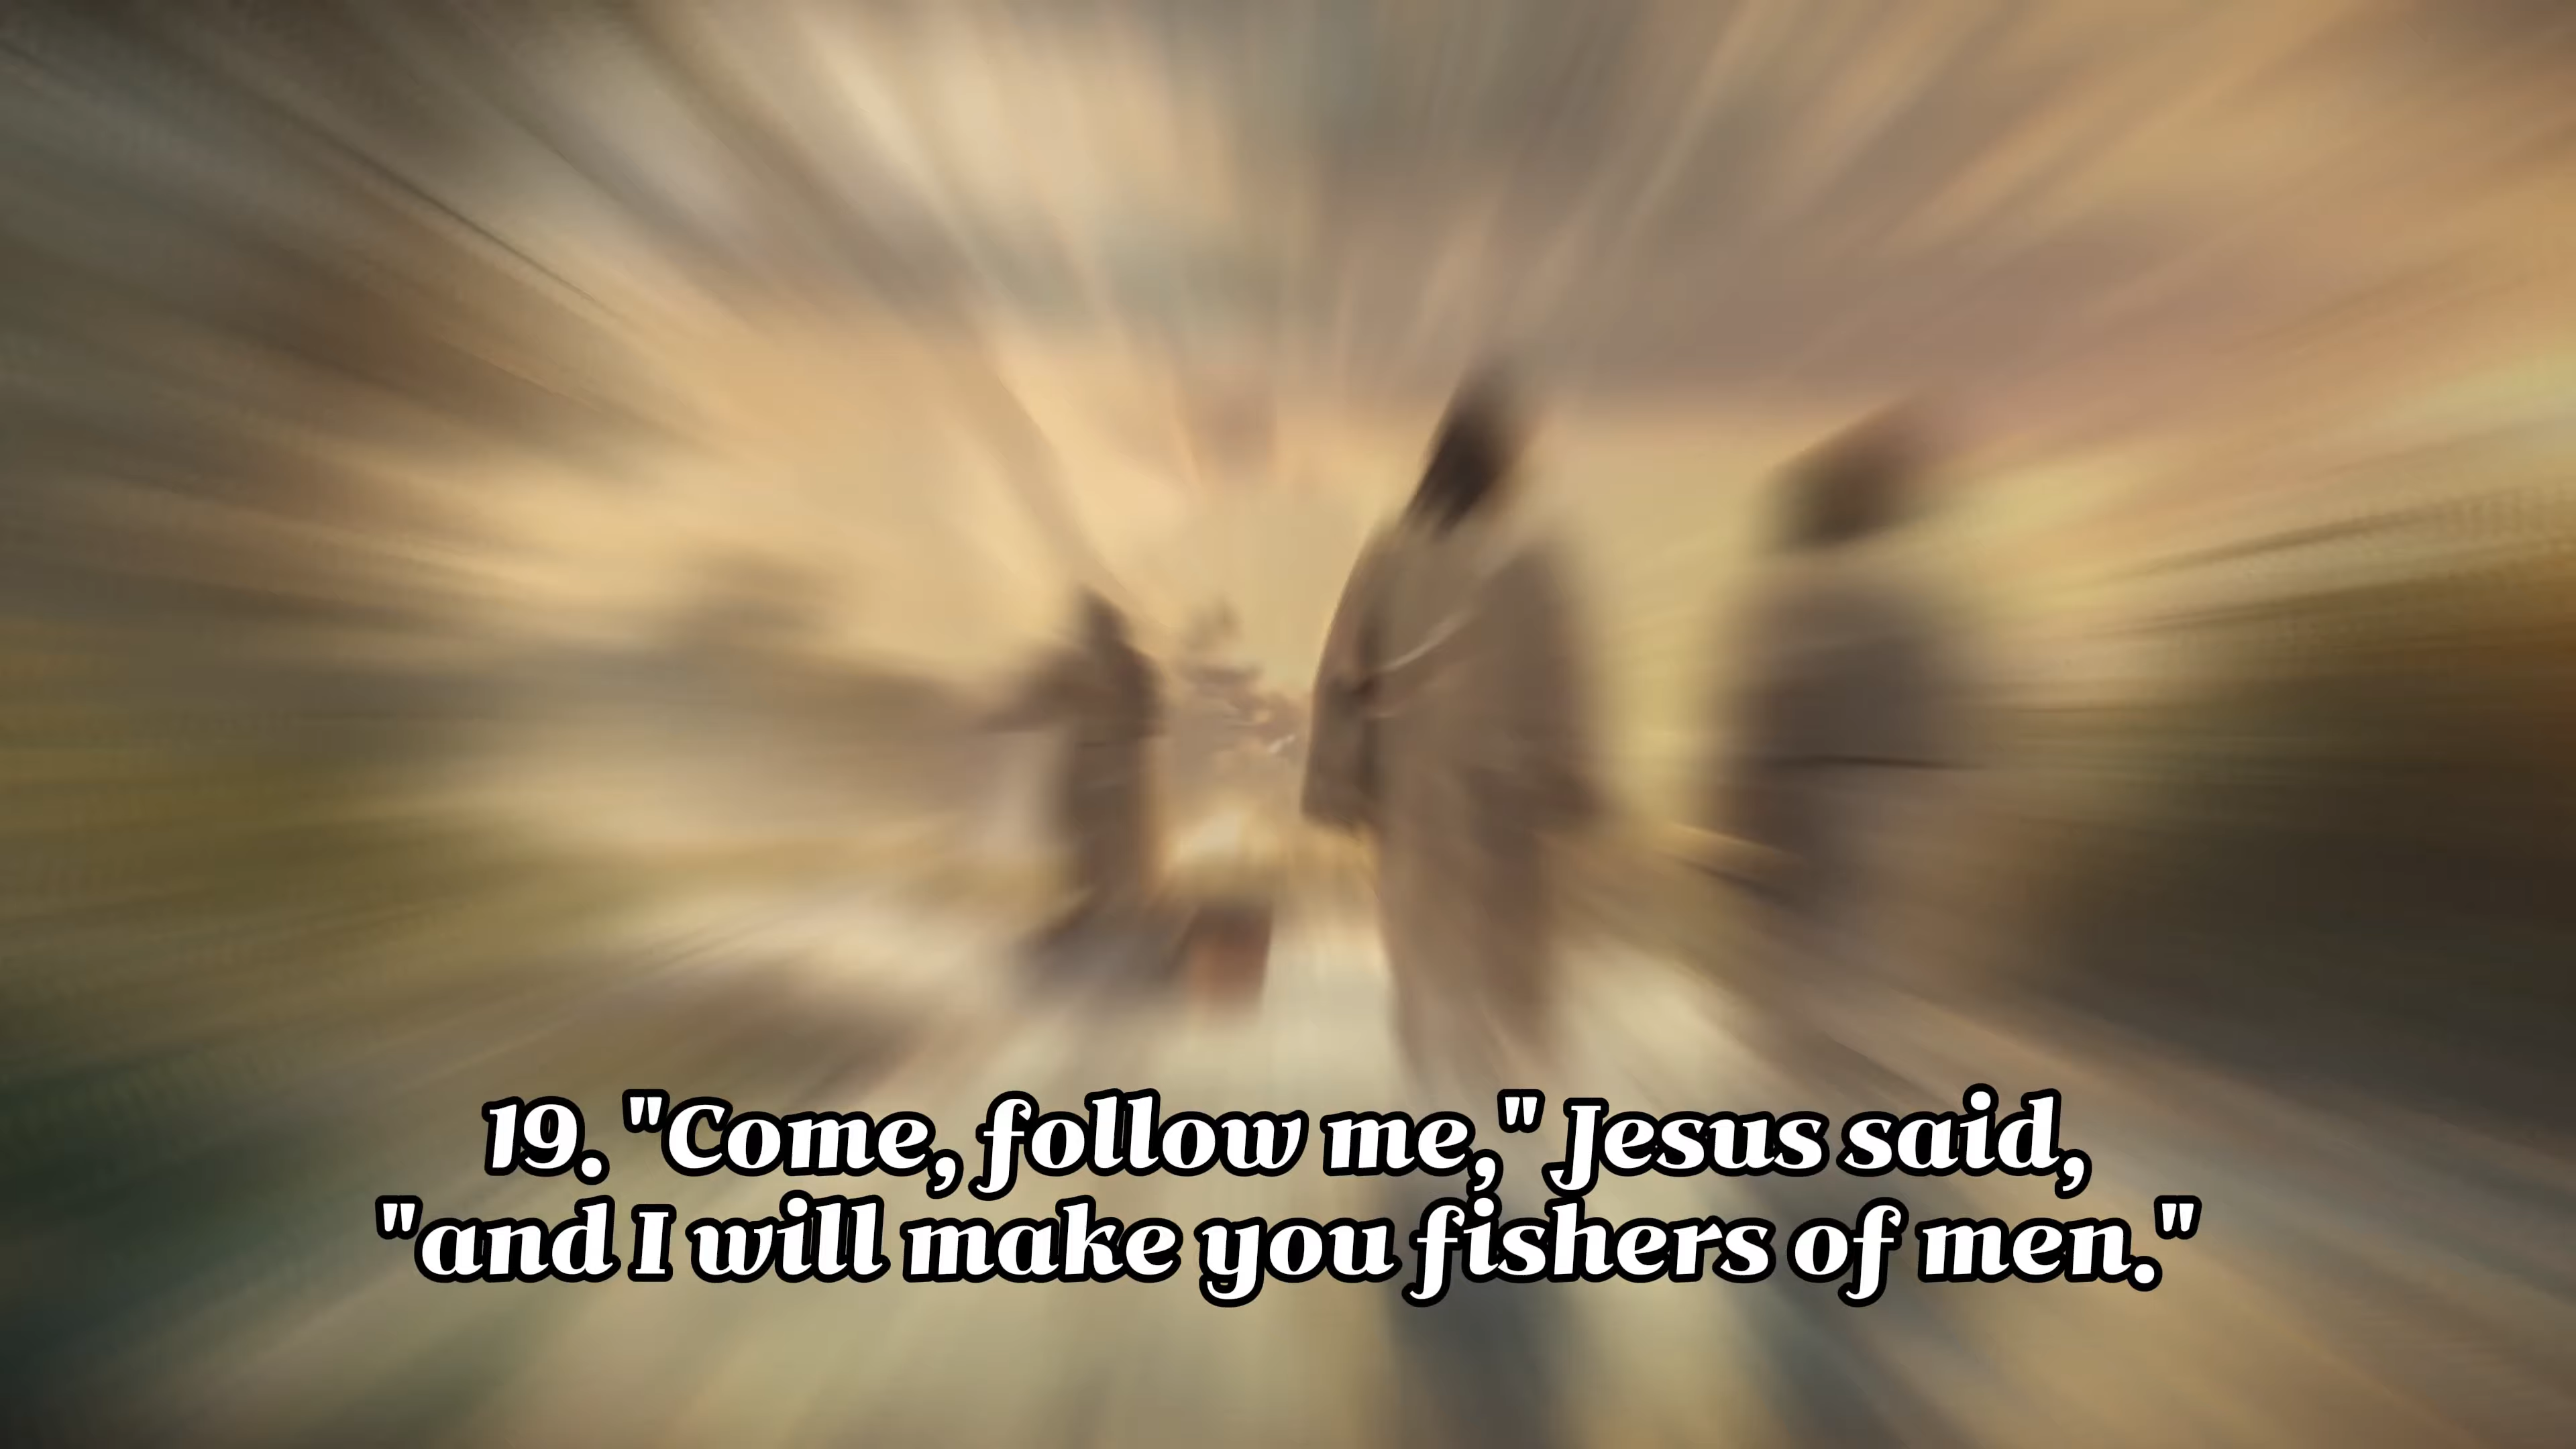 19. "Come, follow me," Jesus said,
"and I will make you fishers of men."